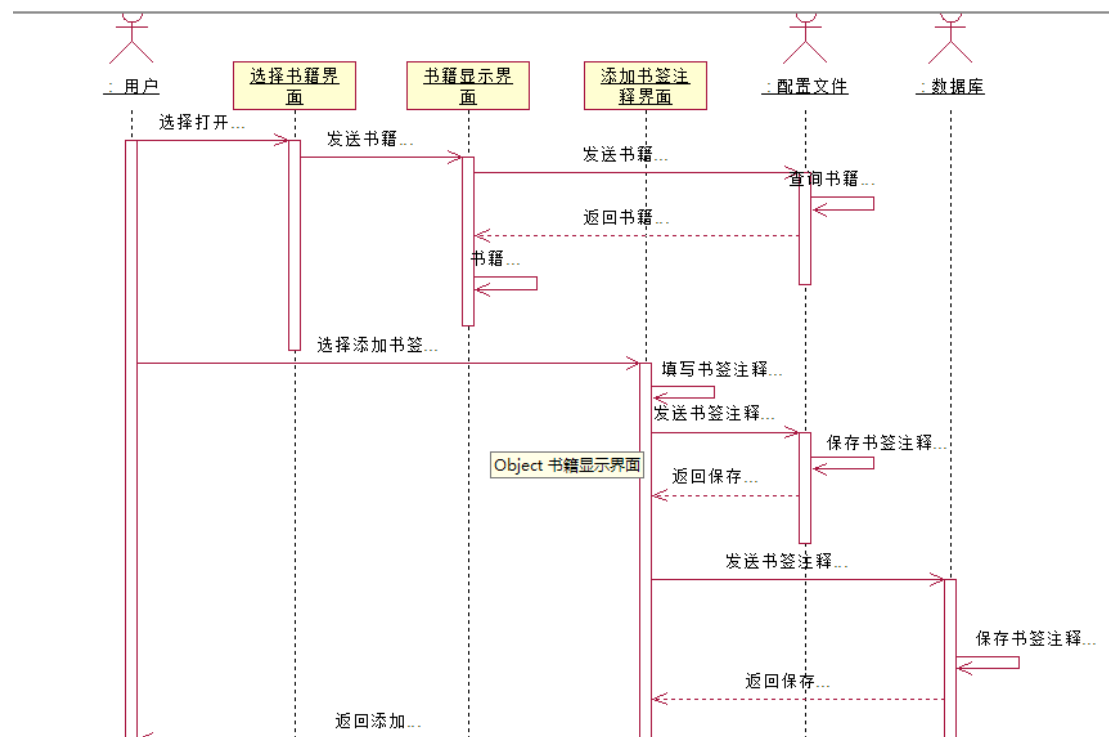 : 用户
选择书籍界
面
书籍显示界
面
添加书签注
释界面
: 配置文件
: 数据库
选择打开...
发送书籍...
发送书籍...
查询书籍...
返回书籍...
书籍...
选择添加书签...
填写书签注释...
发送书签注释...
保存书签注释...
Object 书籍显示界面
返回保存...
发送书签注释...
保存书签注释...
返回保存...
返回添加...